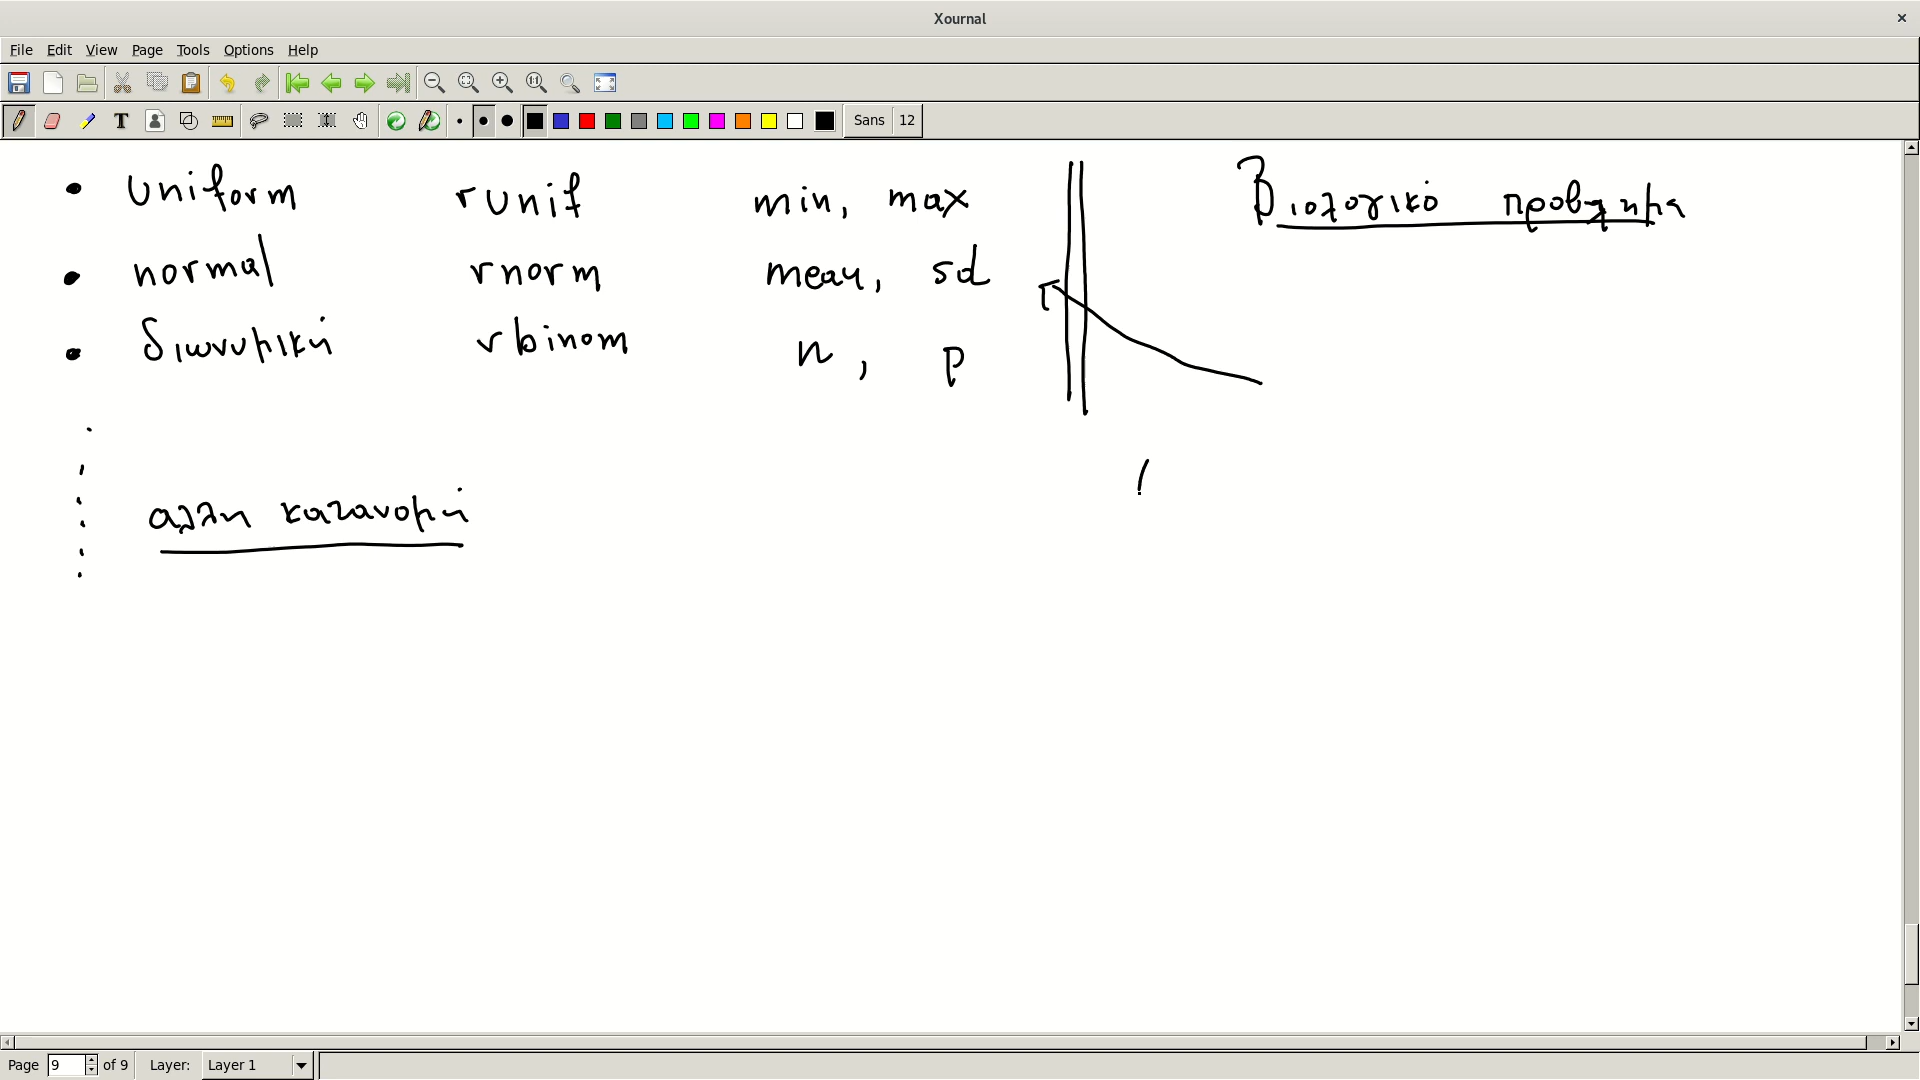 Xournal
File Edit View Page Tools Options Help
Sans 12
• uniform runif min, max
• normal rnorm mean, sd
• διωνυμική rbinom n, p
αλλη κατανομή
Βιολογικό πρόβλημα
Page 9 of 9 Layer: Layer 1